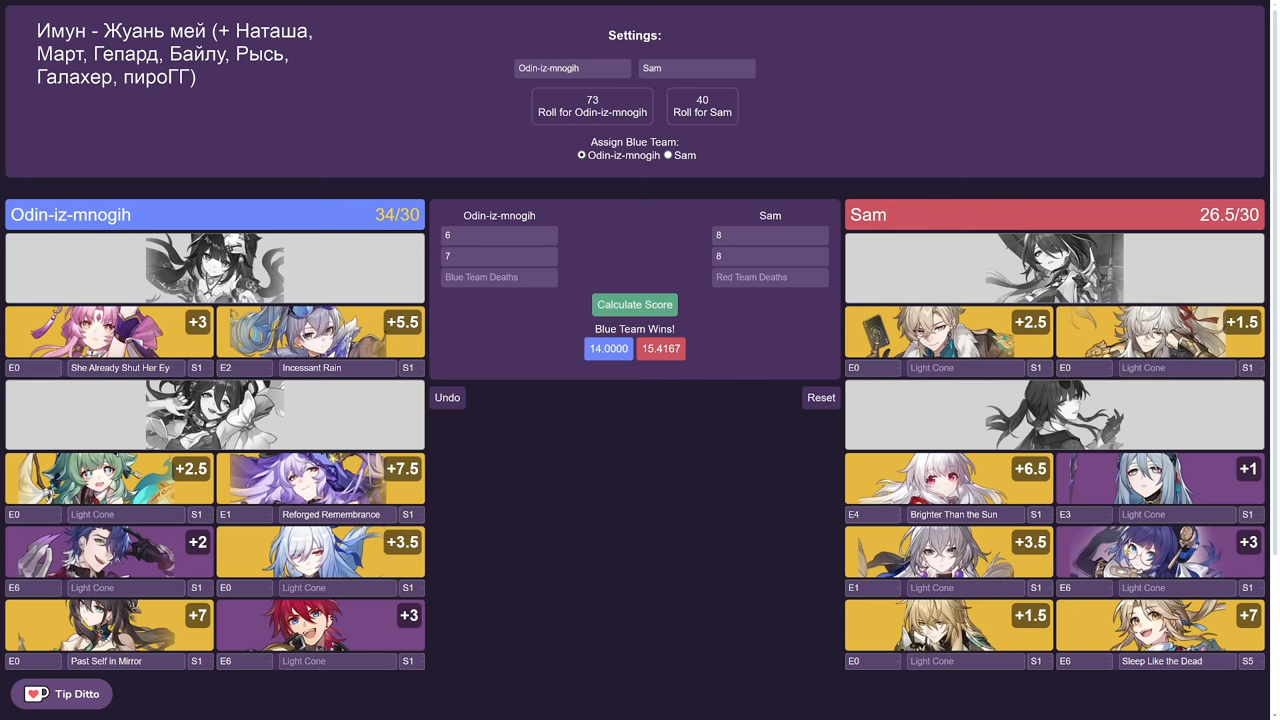 Имун - Жуань мей (+ Наташа,
Март, Гепард, Байлу, Рысь,
Галахер, пироГГ)
Settings:
Odin-iz-mnogih Sam
73 40
Roll for Odin-iz-mnogih Roll for Sam
Assign Blue Team:
Odin-iz-mnogih Sam
Odin-iz-mnogih 34/30
+3 +5.5
E0 She Already Shut Her Ey S1 E2 Incessant Rain S1
+2.5 +7.5
E0 Light Cone S1 E1 Reforged Remembrance S1
+2 +3.5
E6 Light Cone S1 E0 Light Cone S1
+7 +3
E0 Past Self in Mirror S1 E6 Light Cone S1
Odin-iz-mnogih Sam
6 8
7 8
Blue Team Deaths Red Team Deaths
Calculate Score
Blue Team Wins!
14.0000 15.4167
Undo Reset
Sam 26.5/30
+2.5 +1.5
E0 Light Cone S1 E0 Light Cone S1
+6.5 +1
E4 Brighter Than the Sun S1 E3 Light Cone S1
+3.5 +3
E1 Light Cone S1 E6 Light Cone S1
+1.5 +7
E0 Light Cone S1 E6 Sleep Like the Dead S5
Tip Ditto